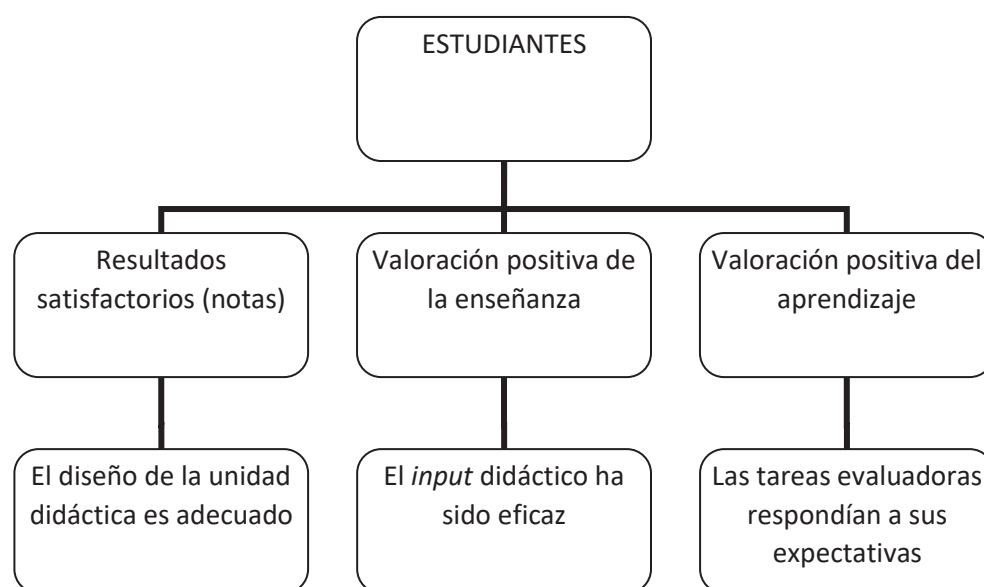 ESTUDIANTES
Resultados
satisfactorios (notas)
Valoración positiva de
la enseñanza
Valoración positiva del
aprendizaje
El diseño de la unidad
didáctica es adecuado
El input didáctico ha
sido eficaz
Las tareas evaluadoras
respondían a sus
expectativas